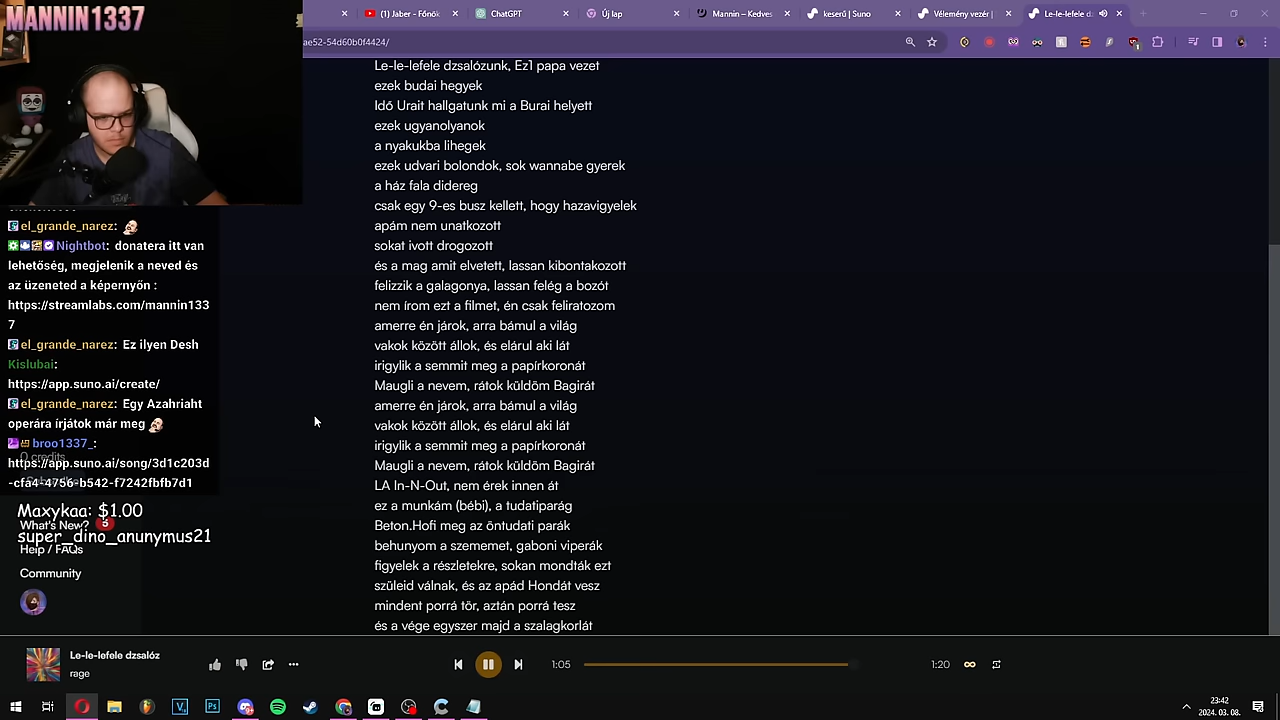 MANNIN1337
(1) Jaber - Főnö
ChatGPT
Új lap
Mannin – Kedves
keserű | Suno
Vélemény vezér |
Le-le-lefele d:
ae52-54d60b0f4424/
Le-le-lefele dzsalózunk, Ez1 papa vezet
ezek budai hegyek
Idő Urait hallgatunk mi a Burai helyett
ezek ugyanolyanok
a nyakukba lihegek
ezek udvari bolondok, sok wannabe gyerek
a ház fala didereg
csak egy 9-es busz kellett, hogy hazavigyelek
apám nem unatkozott
sokat ivott drogozott
és a mag amit elvetett, lassan kibontakozott
felizzik a galagonya, lassan felég a bozót
nem írom ezt a filmet, én csak feliratozom
amerre én járok, arra bámul a világ
vakok között állok, és elárul aki lát
irigylik a semmit meg a papírkoronát
Maugli a nevem, rátok küldöm Bagirát
amerre én járok, arra bámul a világ
vakok között állok, és elárul aki lát
irigylik a semmit meg a papírkoronát
Maugli a nevem, rátok küldöm Bagirát
LA In-N-Out, nem érek innen át
ez a munkám (bébi), a tudatiparág
Beton.Hofi meg az öntudati parák
behunyom a szememet, gaboni viperák
figyelek a részletekre, sokan mondták ezt
szüleid válnak, és az apád Hondát vesz
mindent porrá tör, aztán porrá tesz
és a vége egyszer majd a szalagkorlát
el_grande_narez:
Nightbot: donatera itt van
lehetőség, megjelenik a neved és
az üzeneted a képernyőn :
https://streamlabs.com/mannin133
7
el_grande_narez: Ez ilyen Desh
Kislubai:
https://app.suno.ai/create/
el_grande_narez: Egy Azahriaht
operára írjátok már meg
broo1337_:
0 credits
https://app.suno.ai/song/3d1c203d
-cfa4-4756-b542-f7242fbfb7d1
Maxykaa: $1.00
What's New? 5
super_dino_anunymus21
Help / FAQs
Community
Le-le-lefele dzsalóz
rage
1:05
1:20
23:42
2024. 03. 08.